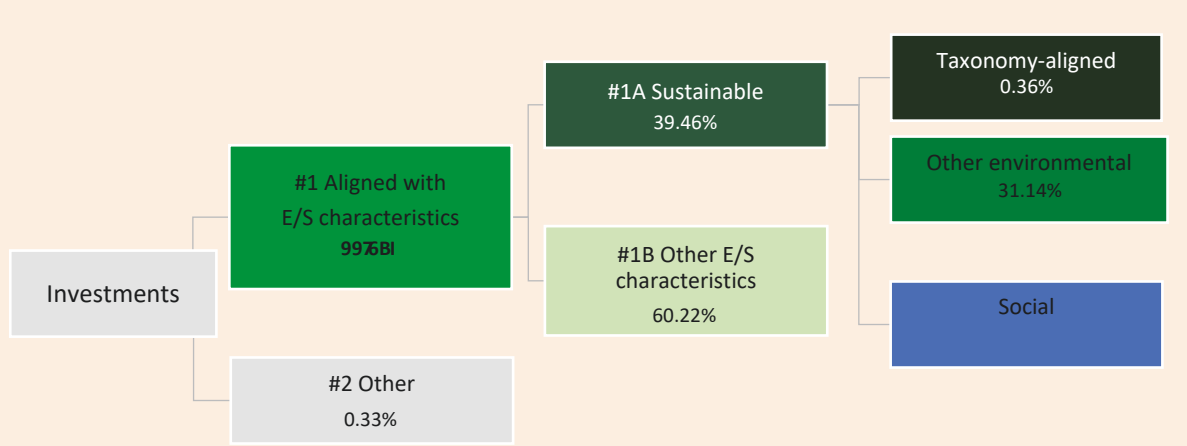 Investments
#1 Aligned with
E/S characteristics
#2 Other
0.33%
#1A Sustainable
39.46%
#1B Other E/S
characteristics
60.22%
Taxonomy-aligned
0.36%
Other environmental
31.14%
Social